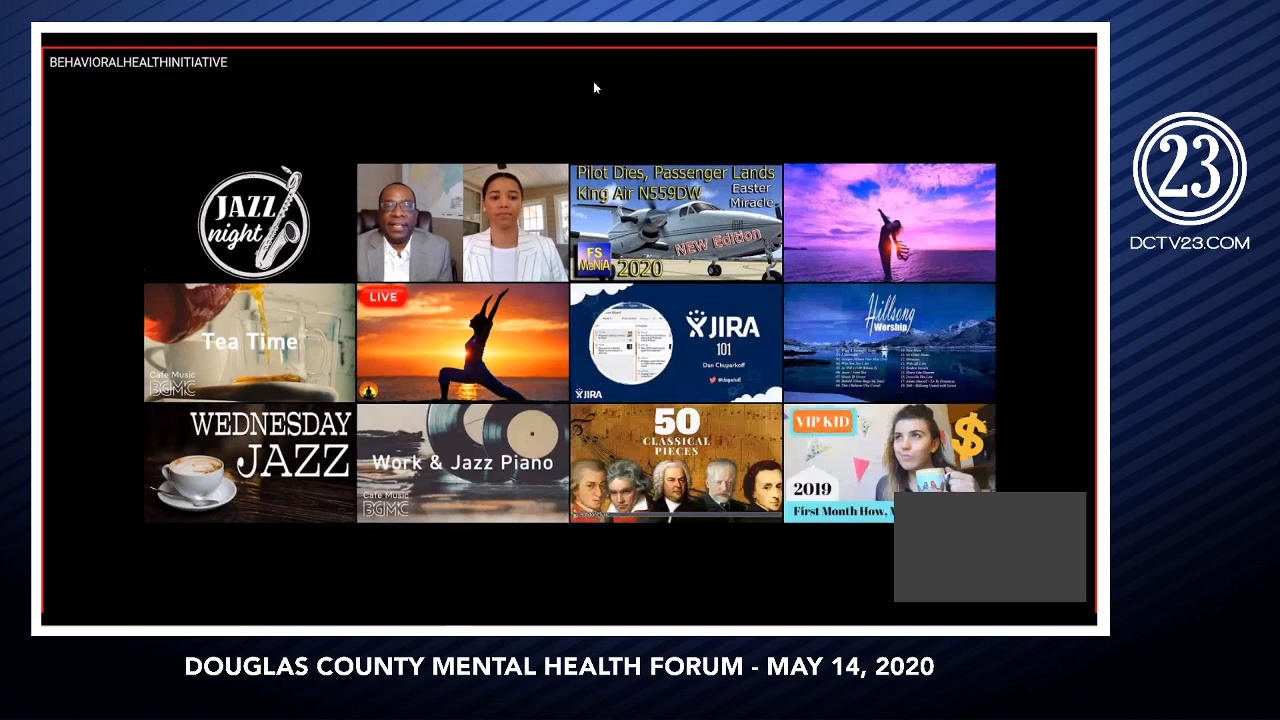 BEHAVIORALHEALTHINITIATIVE
JAZZ
night
Pilot Dies, Passenger Lands
King Air N559DW
Easter
Miracle
NEW Edition
FS
MaNiA
2020
Tea Time
Cafe Music
BGMC
LIVE
JIRA
101
Dan Chuparkoff
JIRA
Hillsong
Worship
WEDNESDAY
JAZZ
Work & Jazz Piano
Cafe Music
BGMC
50
CLASSICAL
PIECES
VIP KID
$
2019
First Month How,
23
DCTV23.COM
DOUGLAS COUNTY MENTAL HEALTH FORUM - MAY 14, 2020